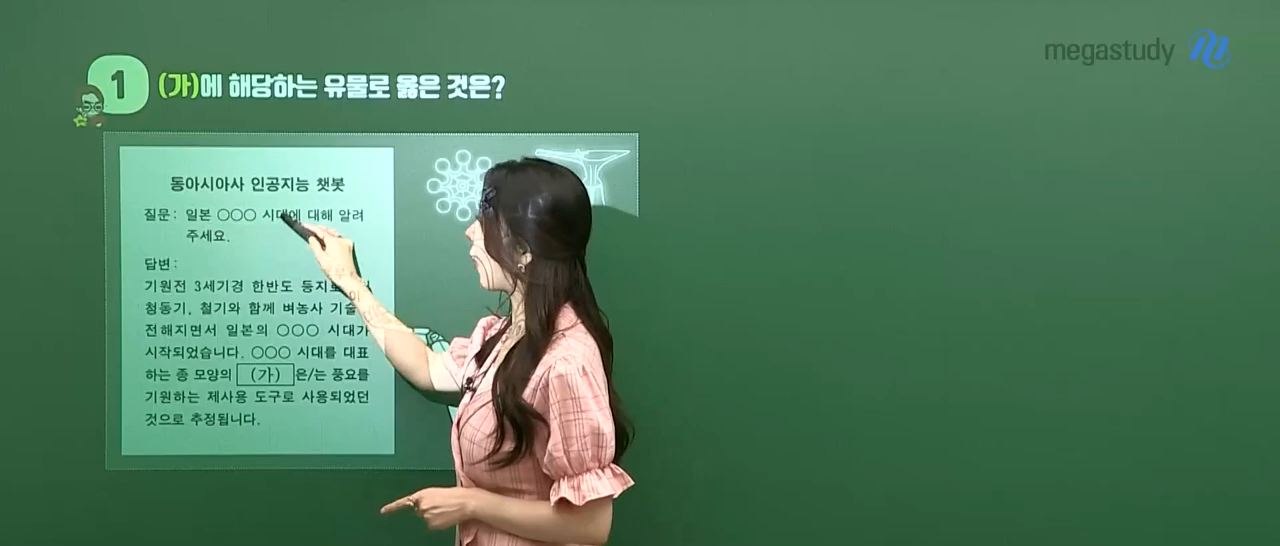 megastudy
1 (가)에 해당하는 유물로 옳은 것은?
동아시아사 인공지능 챗봇
질문: 일본 ○○○ 시대에 대해 알려
주세요.
답변:
기원전 3세기경 한반도 등지로
청동기, 철기와 함께 벼농사 기술
전해지면서 일본의 ○○○ 시대가
시작되었습니다. ○○○ 시대를 대표
하는 종 모양의 (가) 은/는 풍요를
기원하는 제사용 도구로 사용되었던
것으로 추정됩니다.